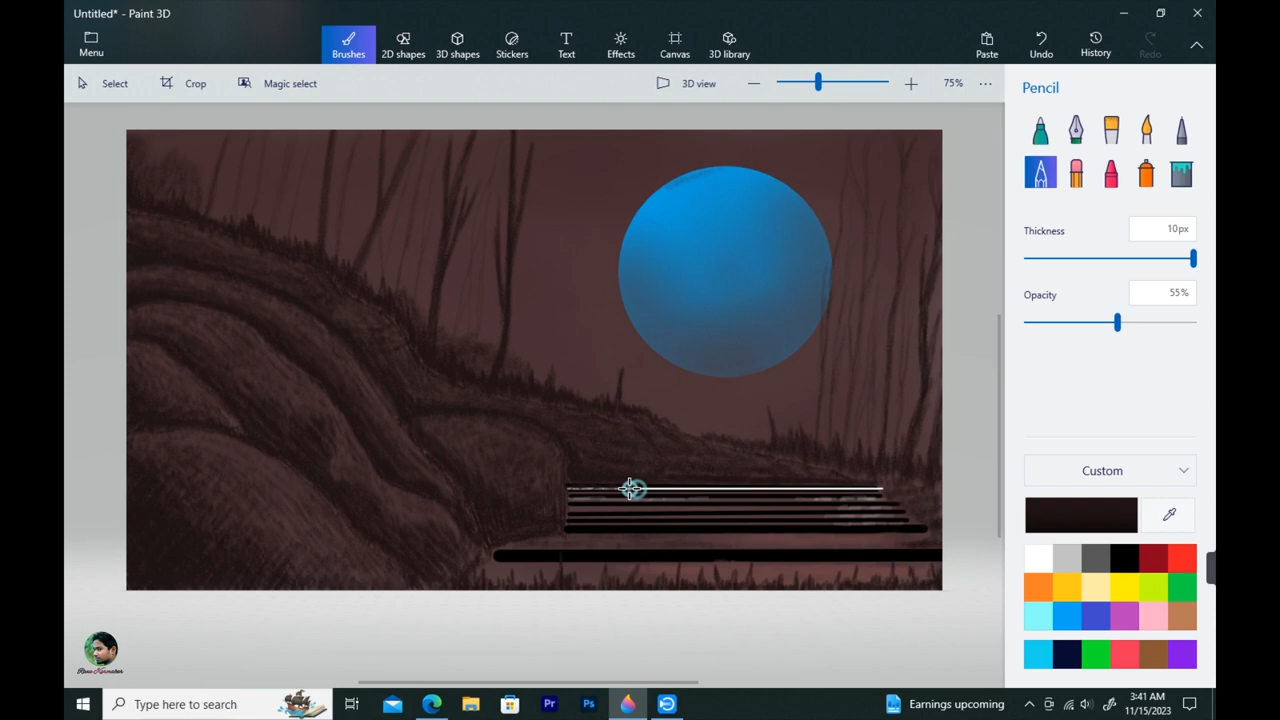 Untitled* - Paint 3D
Menu
Brushes
2D shapes
3D shapes
Stickers
Text
Effects
Canvas
3D library
Paste
Undo
History
Redo
Select
Crop
Magic select
3D view
75%
Pencil
Thickness
10px
Opacity
55%
Custom
Type here to search
Pr
Ps
Earnings upcoming
3:41 AM
11/15/2023